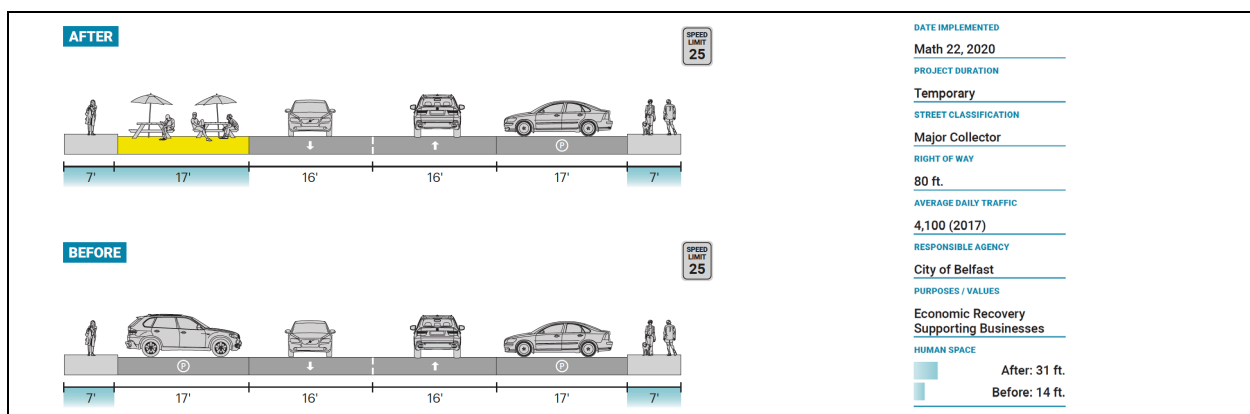 AFTER
SPEED
LIMIT
25
7' 17' 16' 16' 17' 7'
BEFORE
SPEED
LIMIT
25
P P
7' 17' 16' 16' 17' 7'
P
DATE IMPLEMENTED
Math 22, 2020
PROJECT DURATION
Temporary
STREET CLASSIFICATION
Major Collector
RIGHT OF WAY
80 ft.
AVERAGE DAILY TRAFFIC
4,100 (2017)
RESPONSIBLE AGENCY
City of Belfast
PURPOSES / VALUES
Economic Recovery
Supporting Businesses
HUMAN SPACE
After: 31 ft.
Before: 14 ft.